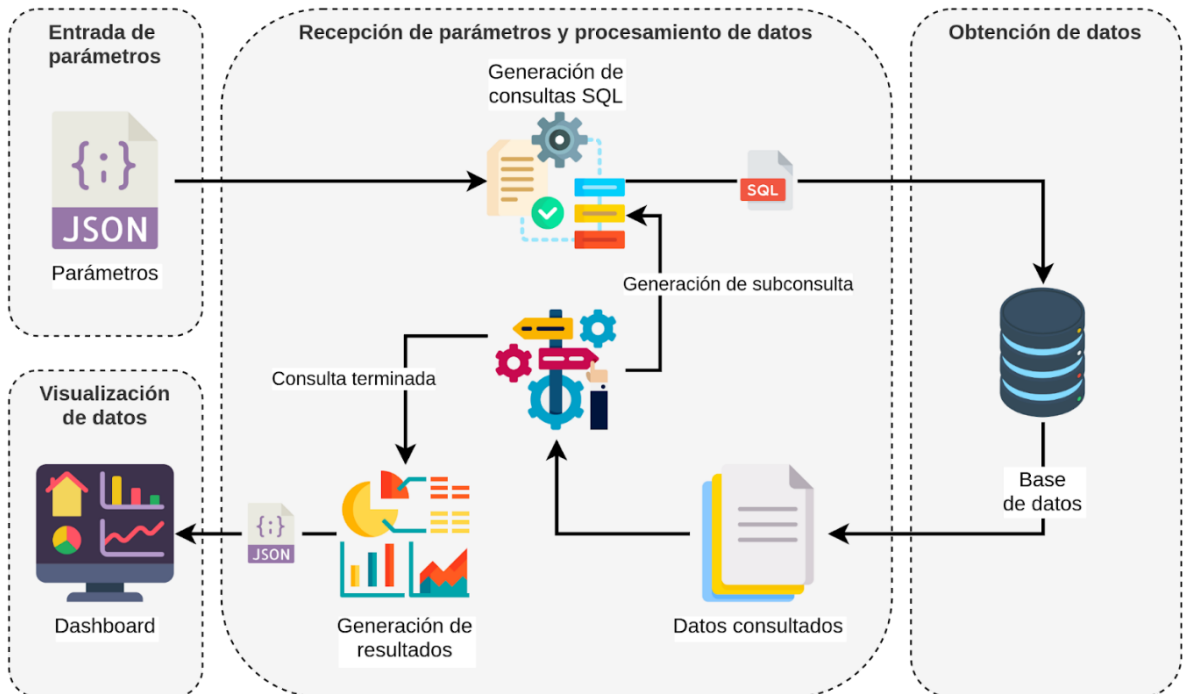 Entrada de
parámetros
{;}
JSON
Parámetros
Recepción de parámetros y procesamiento de datos
Generación de
consultas SQL
SQL
Generación de subconsulta
Consulta terminada
Obtención de datos
Base
de datos
Datos consultados
Generación de
resultados
{;}
JSON
Visualización
de datos
Dashboard